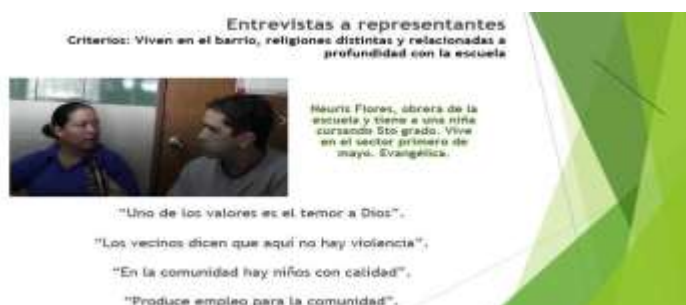 Entrevistas a representantes
Criterios: Viven en el barrio, religiones distintas y relacionadas a
profundidad con la escuela
Neuris Flores, obrera de la
escuela y tiene a una niña
cursando 5to grado. Vive
en el sector primero de
mayo. Evangélica.
"Uno de los valores es el temor a Dios".
"Los vecinos dicen que aquí no hay violencia".
"En la comunidad hay niños con calidad".
"Produce empleo para la comunidad".